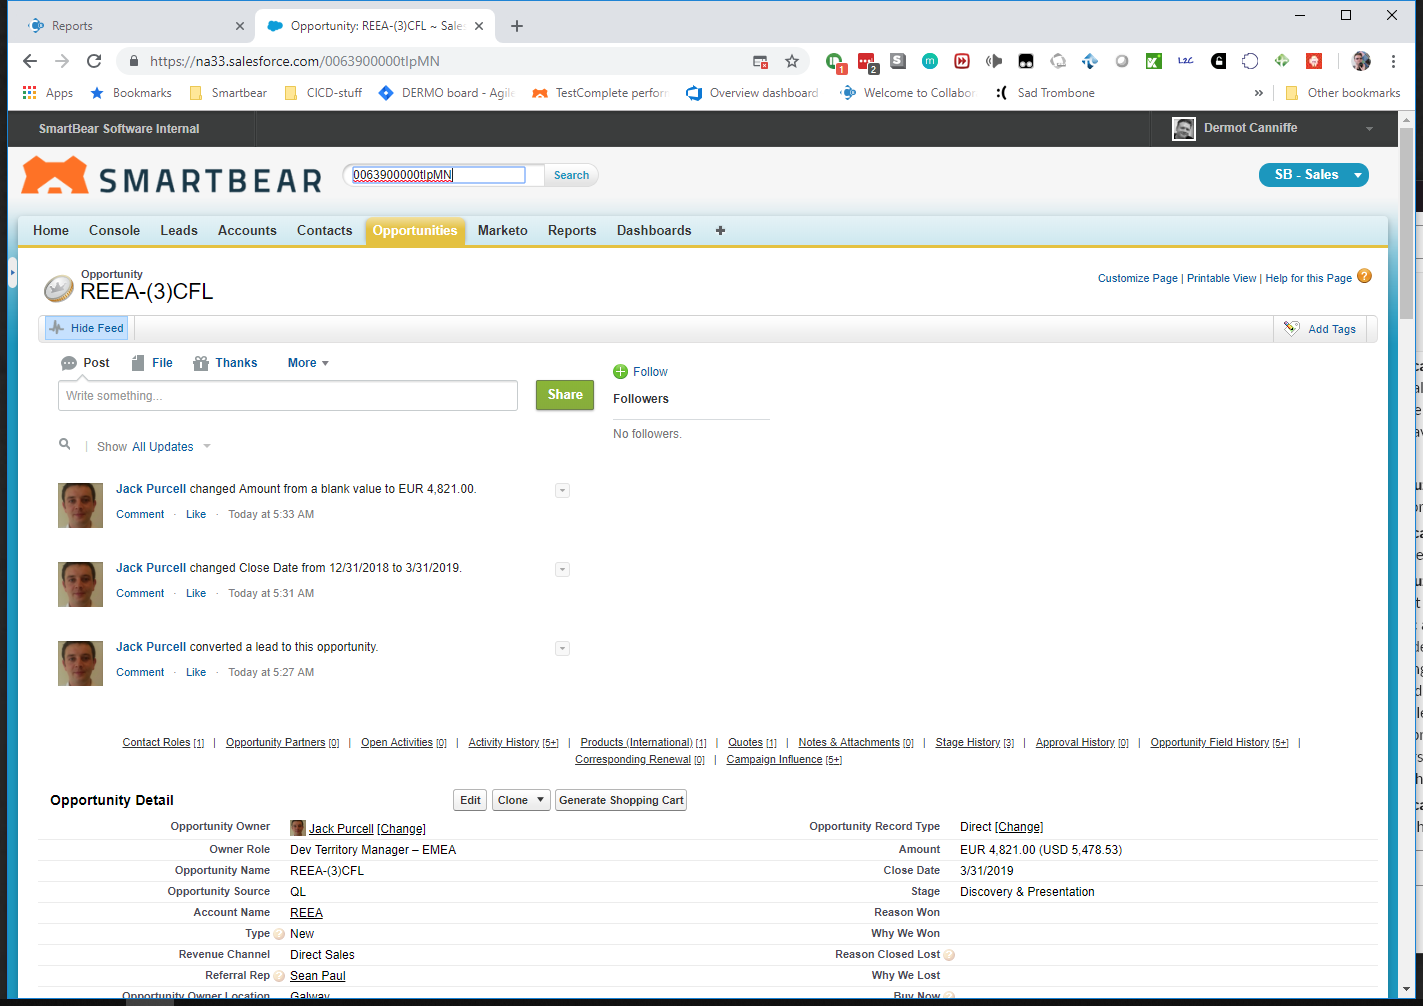 Reports
Opportunity: REEA-(3)CFL ~ Sales
https://na33.salesforce.com/0063900000tIpMN
1
2
S
m
L2C
Apps
Bookmarks
Smartbear
CICD-stuff
DERMO board - Agile
TestComplete perfor
Overview dashboard
Welcome to Collabor
Sad Trombone
»
Other bookmarks
SmartBear Software Internal
Dermot Canniffe
SMARTBEAR
0063900000tIpMN
Search
SB - Sales
Home Console Leads Accounts Contacts Opportunities Marketo Reports Dashboards +
Opportunity
REEA-(3)CFL
Customize Page | Printable View | Help for this Page ?
Hide Feed
Add Tags
Post File Thanks More
Write something...
Share
Follow
Followers
No followers.
Show All Updates
Jack Purcell changed Amount from a blank value to EUR 4,821.00.
Comment · Like · Today at 5:33 AM
Jack Purcell changed Close Date from 12/31/2018 to 3/31/2019.
Comment · Like · Today at 5:31 AM
Jack Purcell converted a lead to this opportunity.
Comment · Like · Today at 5:27 AM
Contact Roles [1] | Opportunity Partners [0] | Open Activities [0] | Activity History [5+] | Products (International) [1] | Quotes [1] | Notes & Attachments [0] | Stage History [3] | Approval History [0] | Opportunity Field History [5+] |
Corresponding Renewal [0] | Campaign Influence [5+]
Opportunity Detail
Edit Clone Generate Shopping Cart
Opportunity Owner Jack Purcell [Change]
Opportunity Record Type Direct [Change]
Owner Role Dev Territory Manager – EMEA
Amount EUR 4,821.00 (USD 5,478.53)
Opportunity Name REEA-(3)CFL
Close Date 3/31/2019
Opportunity Source QL
Stage Discovery & Presentation
Account Name REEA
Reason Won
Type ? New
Why We Won
Revenue Channel Direct Sales
Reason Closed Lost ?
Referral Rep ? Sean Paul
Why We Lost
Opportunity Owner Location Galway
Buy Now ?